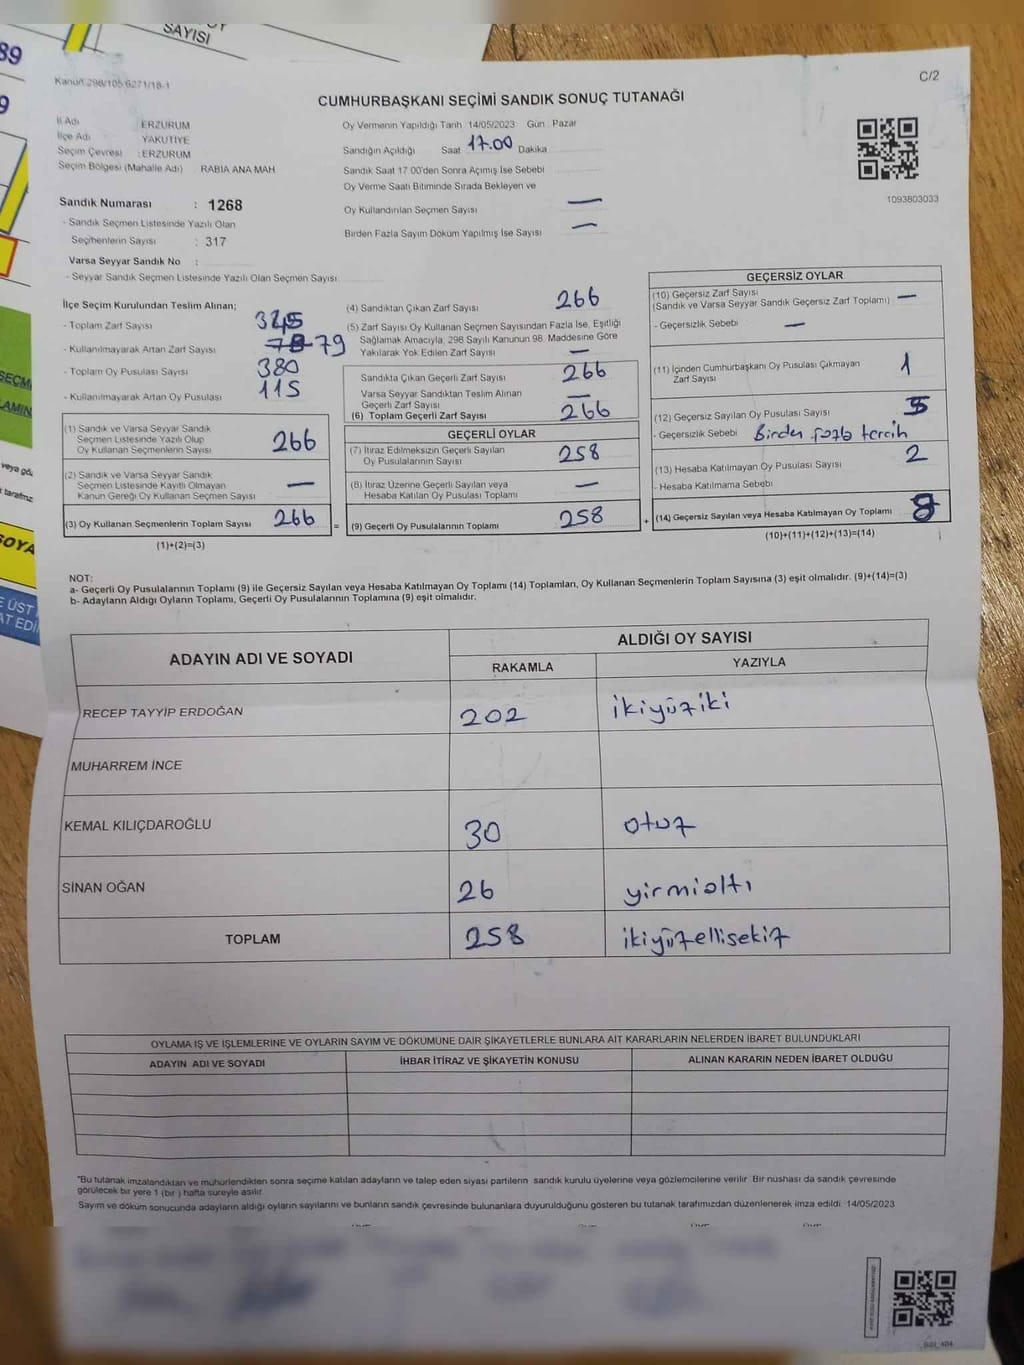 SAYISI
89
9
Kanun 298/105 6271/18-1
C/2
CUMHURBAŞKANI SEÇİMİ SANDIK SONUÇ TUTANAĞI
İl Adı ERZURUM
İlçe Adı YAKUTİYE
Seçim Çevresi : ERZURUM
Seçim Bölgesi (Mahalle Adı) RABIA ANA MAH
Oy Vermenin Yapıldığı Tarih 14/05/2023 Gün Pazar
Sandığın Açıldığı Saat 17.00 Dakika
Sandık Saat 17.00'den Sonra Açımış İse Sebebi
Oy Verme Saati Bitiminde Sırada Bekleyen ve
Oy Kullandırılan Seçmen Sayısı —
Birden Fazla Sayım Döküm Yapılmış İse Sayısı —
1093803033
Sandık Numarası : 1268
- Sandık Seçmen Listesinde Yazılı Olan
Seçmenlerin Sayısı : 317
Varsa Seyyar Sandık No :
- Seyyar Sandık Seçmen Listesinde Yazılı Olan Seçmen Sayısı
İlçe Seçim Kurulundan Teslim Alınan;
- Toplam Zarf Sayısı 345
- Kullanılmayarak Artan Zarf Sayısı 79
- Toplam Oy Pusulası Sayısı 380
- Kullanılmayarak Artan Oy Pusulası 115
(1) Sandık ve Varsa Seyyar Sandık
Seçmen Listesinde Yazılı Olup
Oy Kullanan Seçmenlerin Sayısı 266
(2) Sandık ve Varsa Seyyar Sandık
Seçmen Listesinde Kayıtlı Olmayan
Kanun Gereği Oy Kullanan Seçmen Sayısı —
(3) Oy Kullanan Seçmenlerin Toplam Sayısı 266 =
(1)+(2)=(3)
(4) Sandıktan Çıkan Zarf Sayısı 266
(5) Zarf Sayısı Oy Kullanan Seçmen Sayısından Fazla İse, Eşitliği
Sağlamak Amacıyla; 298 Sayılı Kanunun 98. Maddesine Göre
Yakılarak Yok Edilen Zarf Sayısı —
Sandıkta Çıkan Geçerli Zarf Sayısı 266
Varsa Seyyar Sandıktan Teslim Alınan
Geçerli Zarf Sayısı —
(6) Toplam Geçerli Zarf Sayısı 266
GEÇERLİ OYLAR
(7) İtiraz Edilmeksizin Geçerli Sayılan
Oy Pusulalarının Sayısı 258
(8) İtiraz Üzerine Geçerli Sayılan veya
Hesaba Katılan Oy Pusulası Toplamı —
(9) Geçerli Oy Pusulalarının Toplamı 258 +
GEÇERSİZ OYLAR
(10) Geçersiz Zarf Sayısı
(Sandık ve Varsa Seyyar Sandık Geçersiz Zarf Toplamı) —
- Geçersizlik Sebebi —
(11) İçinden Cumhurbaşkanı Oy Pusulası Çıkmayan
Zarf Sayısı 1
(12) Geçersiz Sayılan Oy Pusulası Sayısı 5
- Geçersizlik Sebebi Birden fazla tercih
(13) Hesaba Katılmayan Oy Pusulası Sayısı 2
- Hesaba Katılmama Sebebi
(14) Geçersiz Sayılan veya Hesaba Katılmayan Oy Toplamı 8
(10)+(11)+(12)+(13)=(14)
NOT:
a- Geçerli Oy Pusulalarının Toplamı (9) ile Geçersiz Sayılan veya Hesaba Katılmayan Oy Toplamı (14) Toplamları, Oy Kullanan Seçmenlerin Toplam Sayısına (3) eşit olmalıdır. (9)+(14)=(3)
b- Adayların Aldığı Oyların Toplamı, Geçerli Oy Pusulalarının Toplamına (9) eşit olmalıdır.
ADAYIN ADI VE SOYADI
ALDIĞI OY SAYISI
RAKAMLA YAZIYLA
RECEP TAYYİP ERDOĞAN 202 ikiyüziki
MUHARREM İNCE
KEMAL KILIÇDAROĞLU 30 otuz
SİNAN OĞAN 26 yirmialtı
TOPLAM 258 ikiyüzellisekiz
OYLAMA İŞ VE İŞLEMLERİNE VE OYLARIN SAYIM VE DÖKÜMÜNE DAİR ŞİKAYETLERLE BUNLARA AİT KARARLARIN NELERDEN İBARET BULUNDUKLARI
ADAYIN ADI VE SOYADI İHBAR İTİRAZ VE ŞİKAYETİN KONUSU ALINAN KARARIN NEDEN İBARET OLDUĞU
"Bu tutanak imzalandıktan ve mühürlendikten sonra seçime katılan adayların ve talep eden siyasi partilerin sandık kurulu üyelerine veya gözlemcilerine verilir. Bir nüshası da sandık çevresinde
görülecek bir yere 1 (bir) hafta süreyle asılır.
Sayım ve döküm sonucunda adayların aldığı oyların sayılarını ve bunların sandık çevresinde bulunanlara duyurulduğunu gösteren bu tutanak tarafımızdan düzenlenerek imza edildi. 14/05/2023